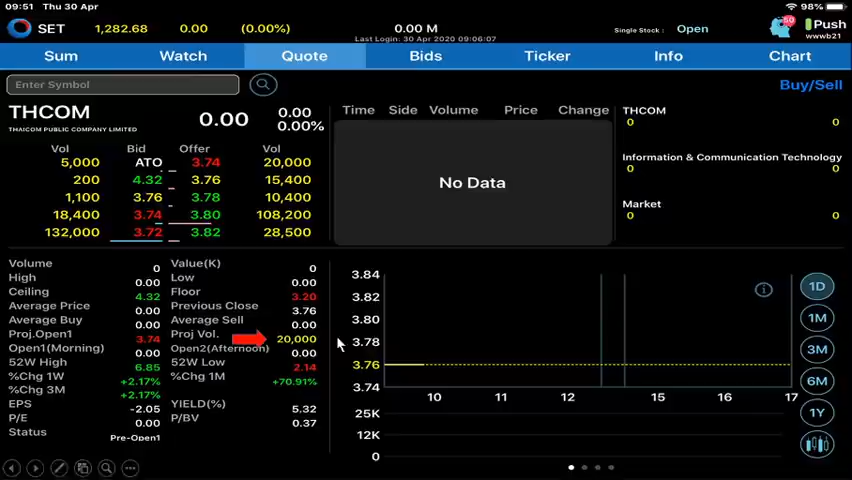 09:51 Thu 30 Apr 98%
SET 1,282.68 0.00 (0.00%) 0.00 M Single Stock : Open 50 Push
Last Login: 30 Apr 2020 09:06:07 wwwb21
Sum Watch Quote Bids Ticker Info Chart
Enter Symbol Buy/Sell
THCOM 0.00 0.00 Time Side Volume Price Change THCOM
THAICOM PUBLIC COMPANY LIMITED 0.00% 0 0
Vol Bid Offer Vol Information & Communication Technology
5,000 ATO 3.74 20,000 0 0
200 4.32 3.76 15,400 No Data
1,100 3.76 3.78 10,400 Market
18,400 3.74 3.80 108,200 0 0
132,000 3.72 3.82 28,500
Volume 0 Value(K) 0
High 0.00 Low 0.00
Ceiling 4.32 Floor 3.20
Average Price 0.00 Previous Close 3.76
Average Buy 0.00 Average Sell 0.00
Proj.Open1 3.74 Proj Vol. 20,000
Open1(Morning) 0.00 Open2(Afternoon) 0.00
52W High 6.85 52W Low 2.14
%Chg 1W +2.17% %Chg 1M +70.91%
%Chg 3M +2.17%
EPS -2.05 YIELD(%) 5.32
P/E 0.00 P/BV 0.37
Status Pre-Open1
3.84
3.82
3.80
3.78
3.76
3.74
10 11 12 15 16 17
25K
12K
0
1D
1M
3M
6M
1Y